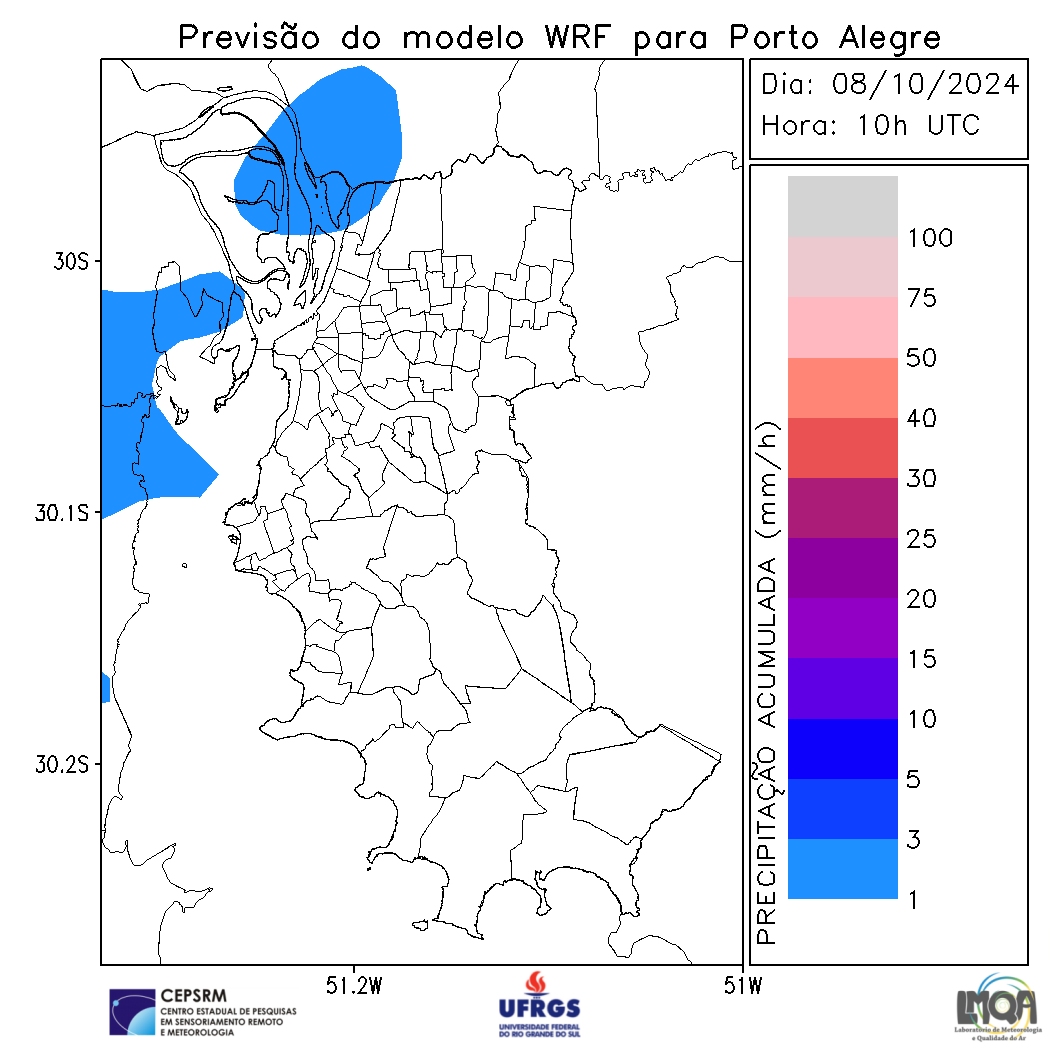 Previsão do modelo WRF para Porto Alegre
Dia: 08/10/2024
Hora: 10h UTC
30S
30.1S
30.2S
51.2W
51W
PRECIPITAÇÃO ACUMULADA (mm/h)
100
75
50
40
30
25
20
15
10
5
3
1
CEPSRM
CENTRO ESTADUAL DE PESQUISAS
EM SENSORIAMENTO REMOTO
E METEOROLOGIA
UFRGS
UNIVERSIDADE FEDERAL
DO RIO GRANDE DO SUL
LMQA
Laboratório de Meteorologia
e Qualidade do Ar